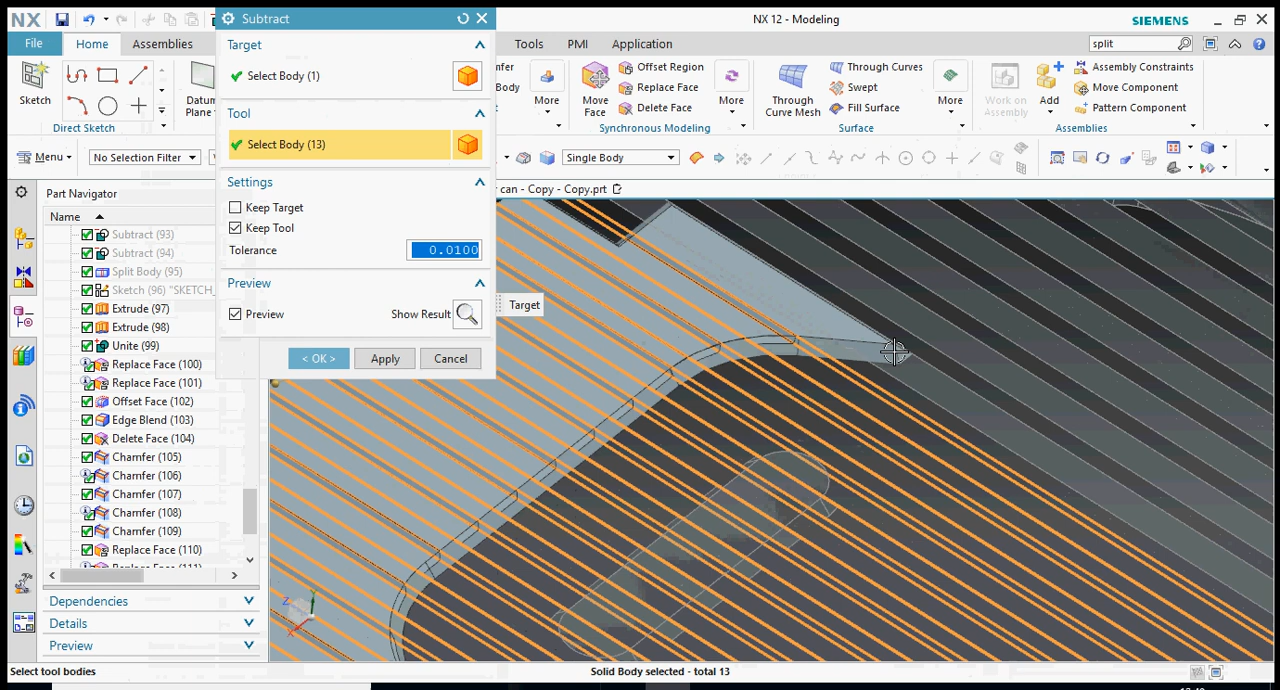 NX
Subtract
NX 12 - Modeling
SIEMENS
File
Home
Assemblies
Tools
PMI
Application
split
Sketch
Direct Sketch
Datum
Plane
Body
More
Move
Face
Offset Region
Replace Face
Delete Face
More
Synchronous Modeling
Through
Curve Mesh
Through Curves
Swept
Fill Surface
More
Surface
Work on
Assembly
Add
Assembly Constraints
Move Component
Pattern Component
Assemblies
Menu
No Selection Filter
Single Body
can - Copy - Copy.prt
Target
Select Body (1)
Tool
Select Body (13)
Settings
Keep Target
Keep Tool
Tolerance
0.0100
Preview
Preview
Show Result
< OK >
Apply
Cancel
Target
Part Navigator
Name
Subtract (93)
Subtract (94)
Split Body (95)
Sketch (96) "SKETCH_
Extrude (97)
Extrude (98)
Unite (99)
Replace Face (100)
Replace Face (101)
Offset Face (102)
Edge Blend (103)
Delete Face (104)
Chamfer (105)
Chamfer (106)
Chamfer (107)
Chamfer (108)
Chamfer (109)
Replace Face (110)
Dependencies
Details
Preview
Z
Y
X
Select tool bodies
Solid Body selected - total 13